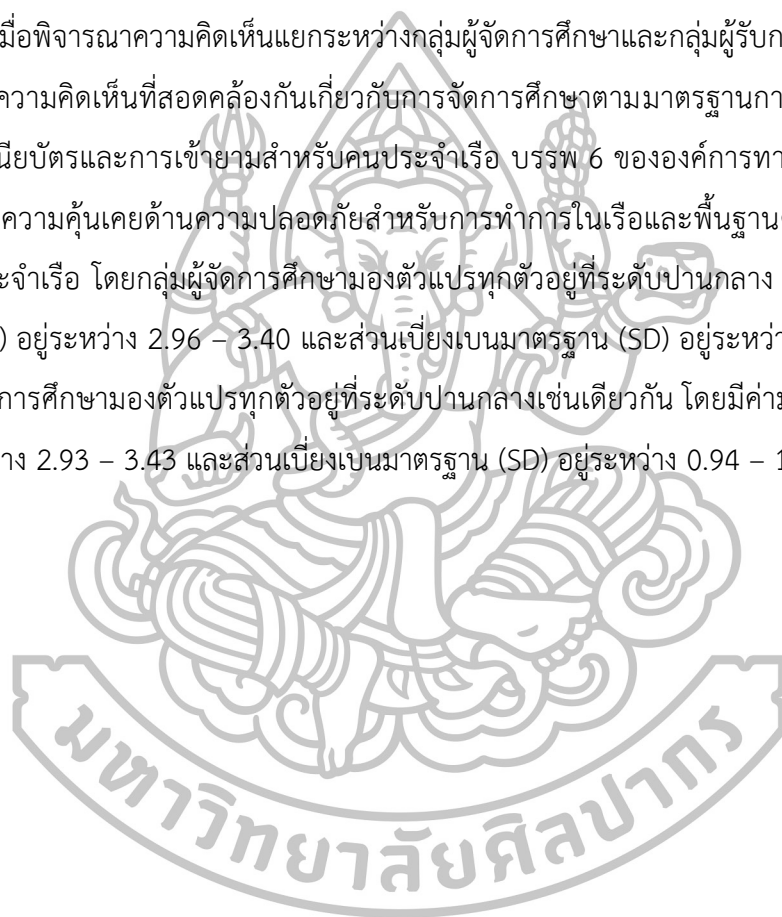 มื่อพิจารณาความคิดเห็นแยกระหว่างกลุ่มผู้จัดการศึกษาและกลุ่มผู้รับก
ความคิดเห็นที่สอดคล้องกันเกี่ยวกับการจัดการศึกษาตามมาตรฐานกา
นียบัตรและการเข้ายามสำหรับคนประจำเรือ บรรพ 6 ขององค์การทา
ความคุ้นเคยด้านความปลอดภัยสำหรับการทำการในเรือและพื้นฐาน
ะจำเรือ โดยกลุ่มผู้จัดการศึกษามองตัวแปรทุกตัวอยู่ที่ระดับปานกลาง
) อยู่ระหว่าง 2.96 – 3.40 และส่วนเบี่ยงเบนมาตรฐาน (SD) อยู่ระหว่า
การศึกษามองตัวแปรทุกตัวอยู่ที่ระดับปานกลางเช่นเดียวกัน โดยมีค่าม
าง 2.93 – 3.43 และส่วนเบี่ยงเบนมาตรฐาน (SD) อยู่ระหว่าง 0.94 – 1
มหาวิทยาลัยศิลปากร